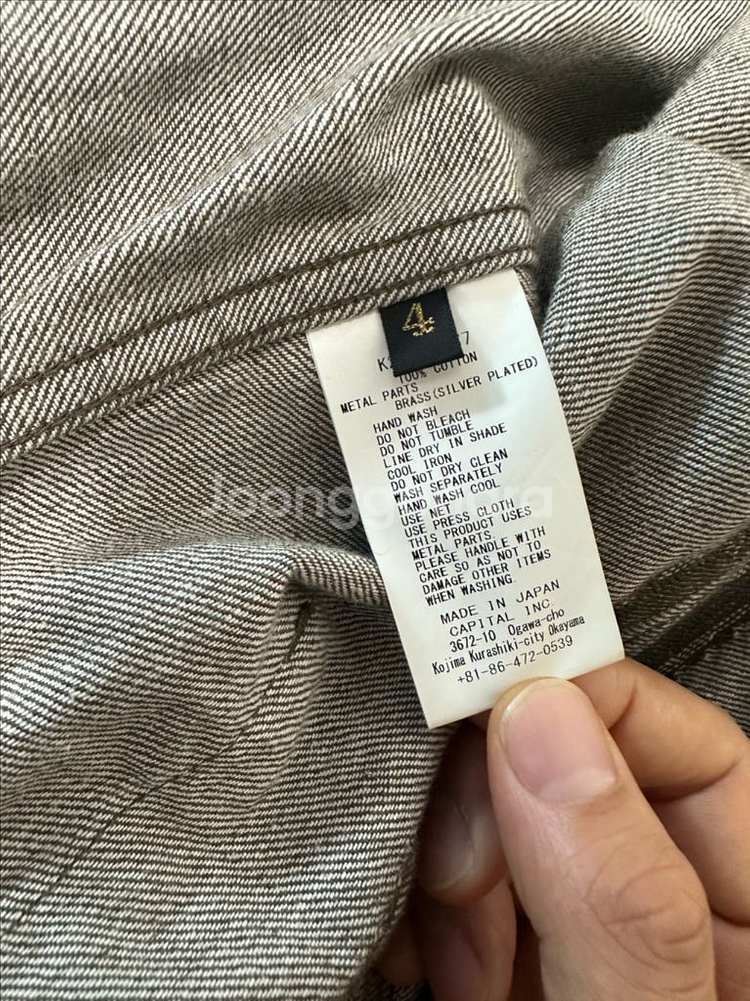 4
100% COTTON
METAL PARTS
BRASS(SILVER PLATED)
HAND WASH
DO NOT BLEACH
DO NOT TUMBLE
LINE DRY IN SHADE
COOL IRON
DO NOT DRY CLEAN
WASH SEPARATELY
HAND WASH COOL
USE NET
USE PRESS CLOTH
THIS PRODUCT USES
METAL PARTS.
PLEASE HANDLE WITH
CARE SO AS NOT TO
DAMAGE OTHER ITEMS
WHEN WASHING.
MADE IN JAPAN
CAPITAL INC.
3672-10 Ogawa-cho
Kojima Kurashiki-city Okayama
+81-86-472-0539